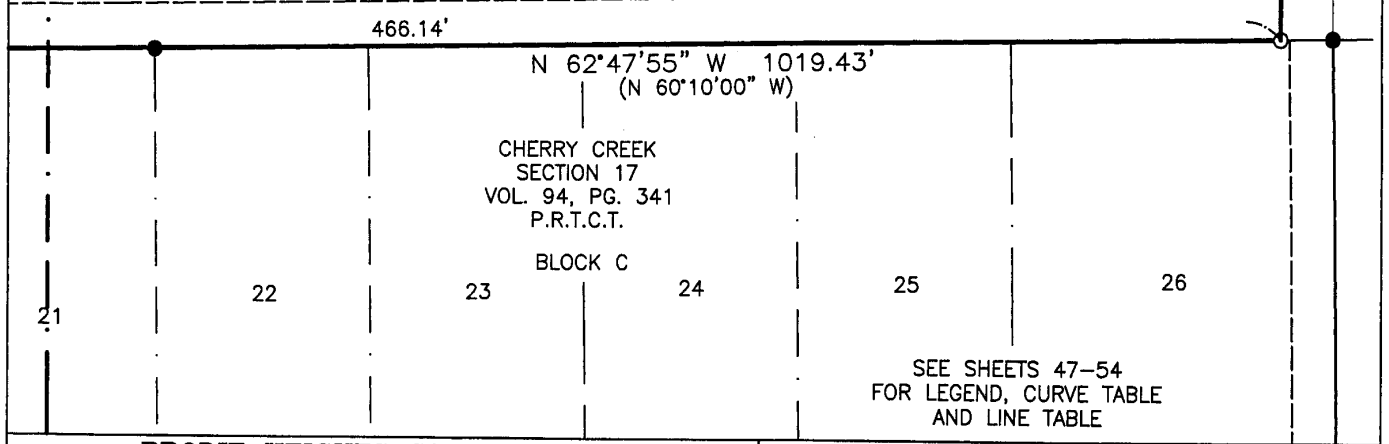 466.14'
N 62°47'55" W 1019.43'
(N 60°10'00" W)
CHERRY CREEK
SECTION 17
VOL. 94, PG. 341
P.R.T.C.T.
BLOCK C
21
22
23
24
25
26
SEE SHEETS 47-54
FOR LEGEND, CURVE TABLE
AND LINE TABLE